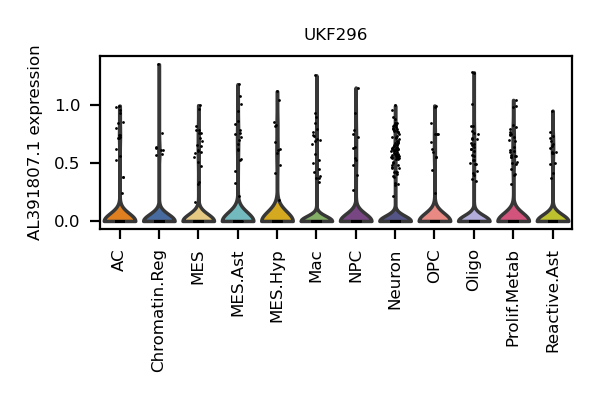 UKF296
AL391807.1 expression
1.0
0.5
0.0
AC
Chromatin.Reg
MES
MES.Ast
MES.Hyp
Mac
NPC
Neuron
OPC
Oligo
Prolif.Metab
Reactive.Ast